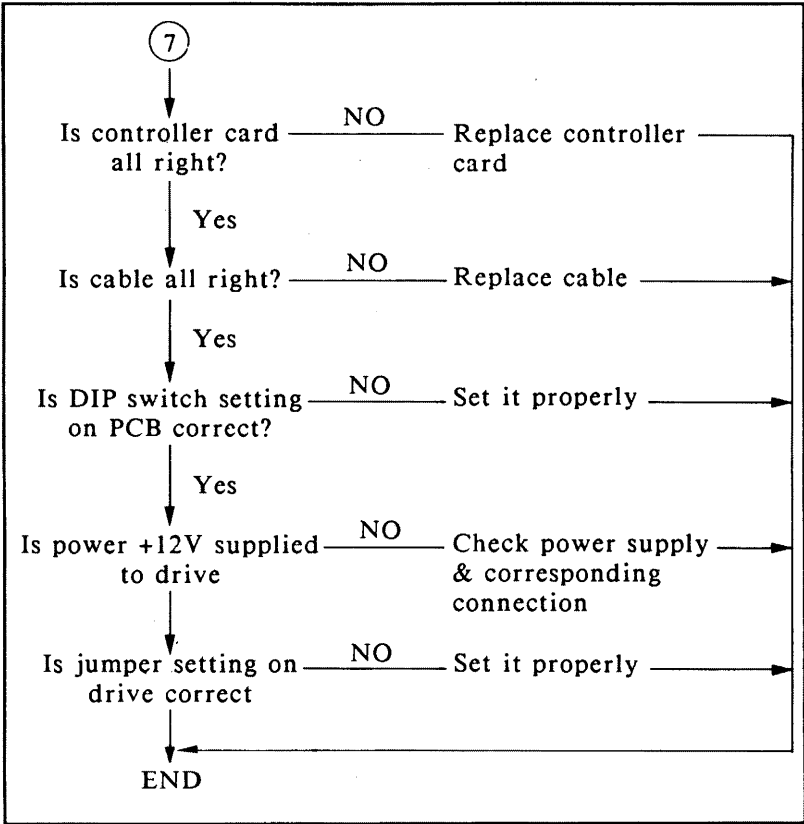 7
Is controller card NO Replace controller
all right? card
Yes
Is cable all right? NO Replace cable
Yes
Is DIP switch setting NO Set it properly
on PCB correct?
Yes
Is power +12V supplied NO Check power supply
to drive & corresponding
connection
Is jumper setting on NO Set it properly
drive correct
END